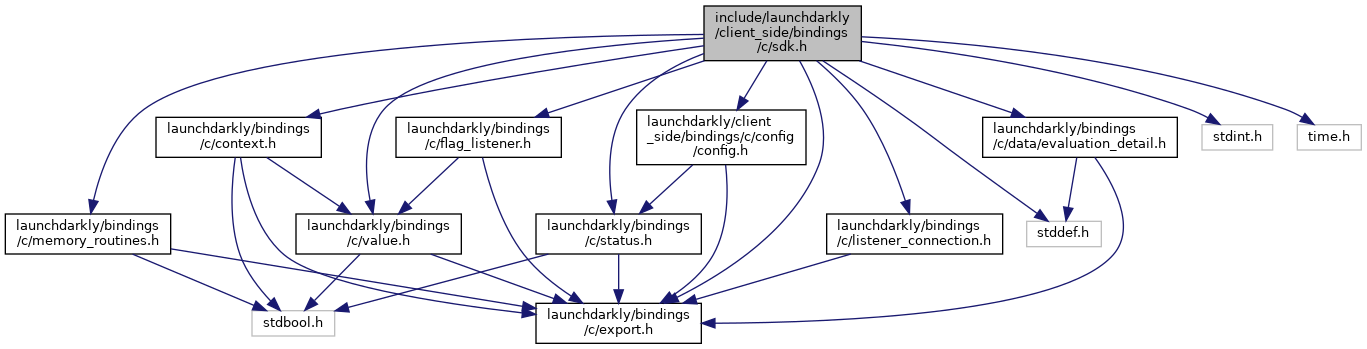 include/launchdarkly
/client_side/bindings
/c/sdk.h
launchdarkly/bindings
/c/context.h
launchdarkly/bindings
/c/flag_listener.h
launchdarkly/client
_side/bindings/c/config
/config.h
launchdarkly/bindings
/c/data/evaluation_detail.h
stdint.h
time.h
launchdarkly/bindings
/c/memory_routines.h
launchdarkly/bindings
/c/value.h
launchdarkly/bindings
/c/status.h
launchdarkly/bindings
/c/listener_connection.h
stddef.h
stdbool.h
launchdarkly/bindings
/c/export.h